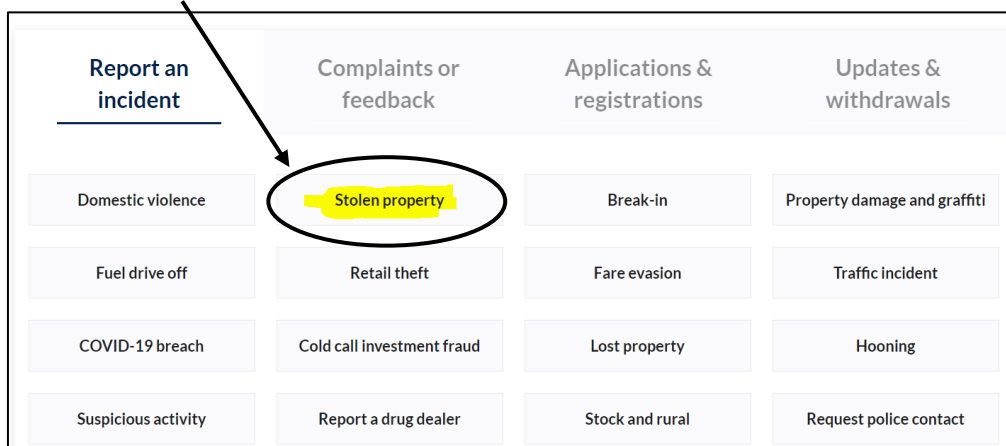 Report an
incident
Complaints or
feedback
Applications &
registrations
Updates &
withdrawals
Domestic violence
Stolen property
Break-in
Property damage and graffiti
Fuel drive off
Retail theft
Fare evasion
Traffic incident
COVID-19 breach
Cold call investment fraud
Lost property
Hooning
Suspicious activity
Report a drug dealer
Stock and rural
Request police contact